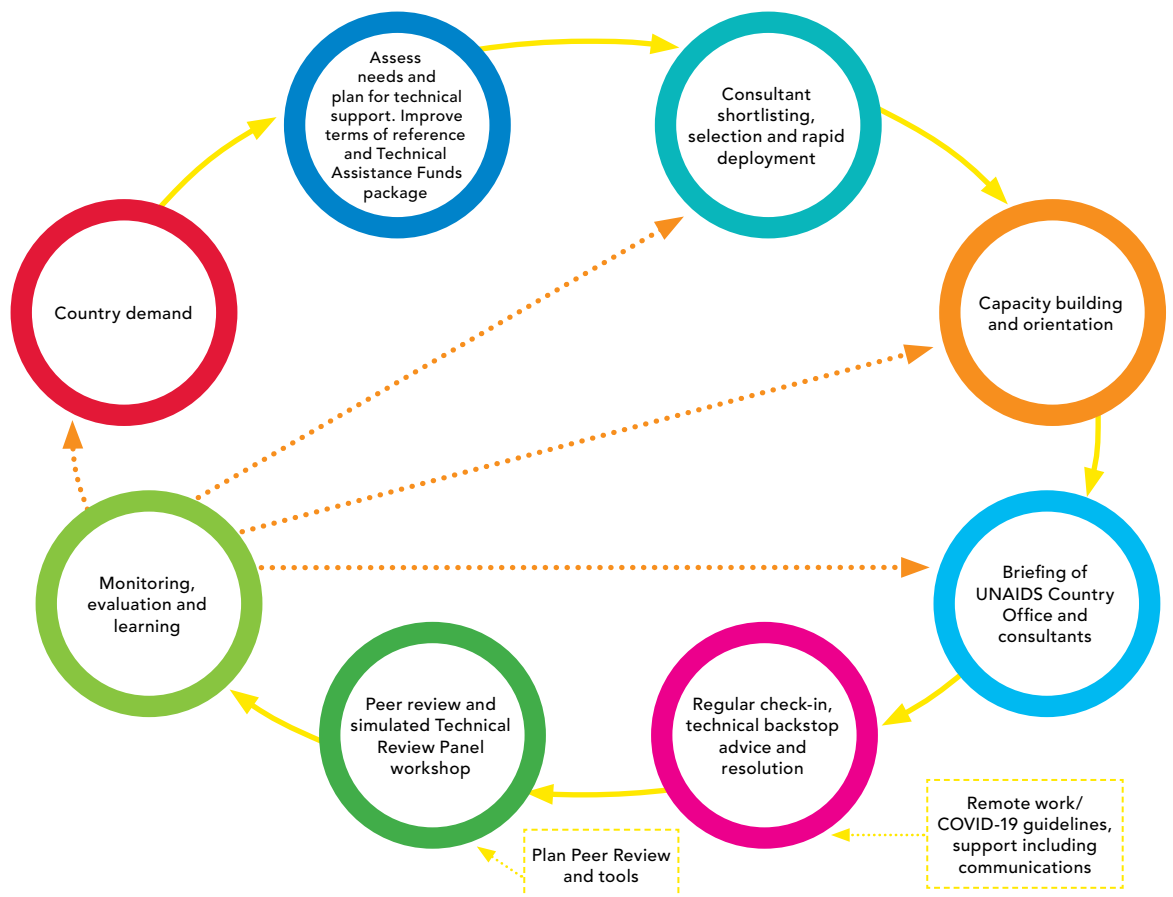 Assess
needs and
plan for technical
support. Improve
terms of reference
and Technical
Assistance Funds
package
Consultant
shortlisting,
selection and rapid
deployment
Country demand
Capacity building
and orientation
Monitoring,
evaluation and
learning
Briefing of
UNAIDS Country
Office and
consultants
Peer review and
simulated Technical
Review Panel
workshop
Regular check-in,
technical backstop
advice and
resolution
Remote work/
COVID-19 guidelines,
support including
communications
Plan Peer Review
and tools